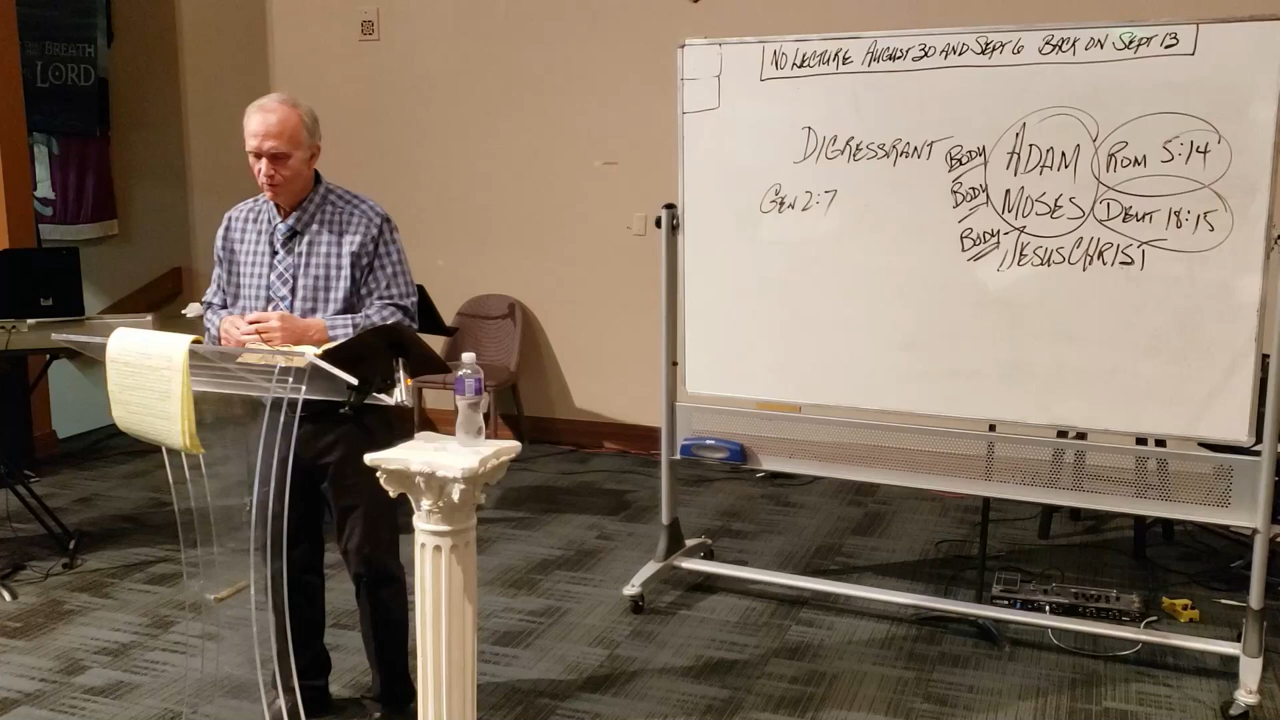 BREATH
LORD
NO LECTURE AUGUST 30 AND SEPT 6 BACK ON SEPT 13
DIGRESSRANT BODY ADAM ROM 5:14
GEN 2:7 BODY MOSES DEUT 18:15
BODY JESUS CHRIST